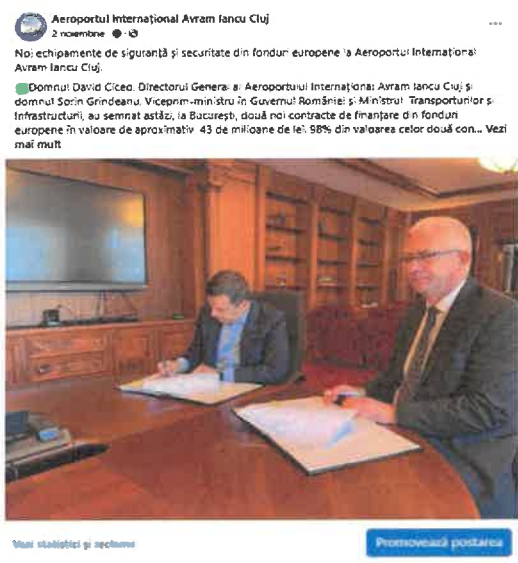 Aeroportul Internațional Avram Iancu Cluj
2 noiembrie
Noi echipamente de siguranță și securitate din fonduri europene la Aeroportul Internațional
Avram Iancu Cluj.
Domnul David Ciceo, Directorul General al Aeroportului Internațional Avram Iancu Cluj și
domnul Sorin Grindeanu, Viceprim-ministru în Guvernul României și Ministrul Transporturilor și
Infrastructurii, au semnat astăzi, la București, două noi contracte de finanțare din fonduri
europene în valoare de aproximativ 43 de milioane de lei. 98% din valoarea celor două con... Vezi
mai mult
Vezi statistici și reclame
Promovează postarea